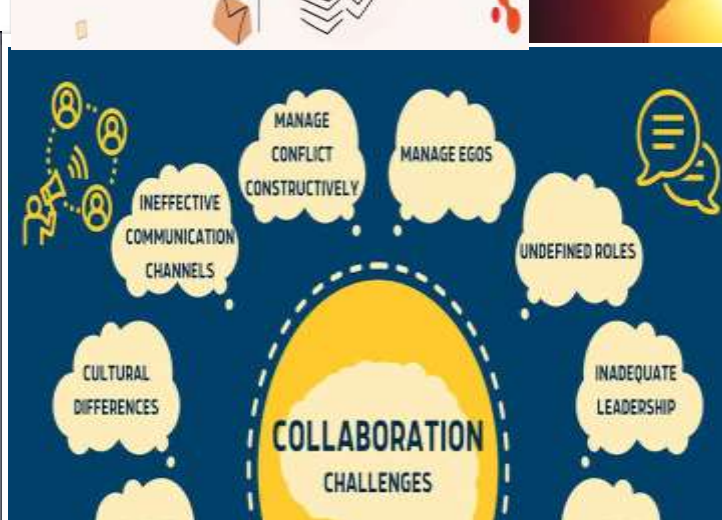 MANAGE
CONFLICT
CONSTRUCTIVELY
MANAGE EGOS
INEFFECTIVE
COMMUNICATION
CHANNELS
UNDEFINED ROLES
CULTURAL
DIFFERENCES
INADEQUATE
LEADERSHIP
COLLABORATION
CHALLENGES